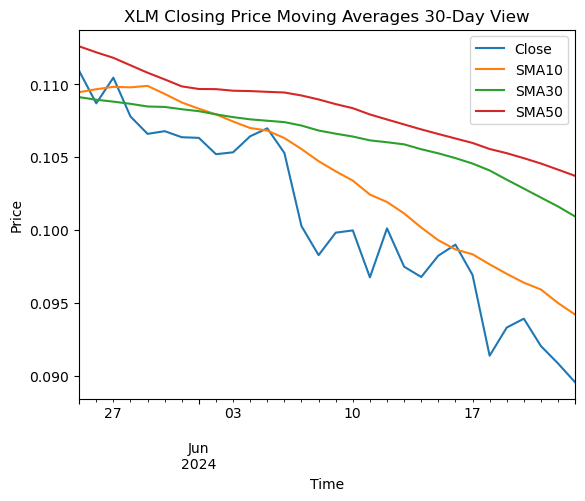 XLM Closing Price Moving Averages 30-Day View
Close
SMA10
SMA30
SMA50
0.110
0.105
0.100
0.095
0.090
Price
27
03
10
17
Jun
2024
Time